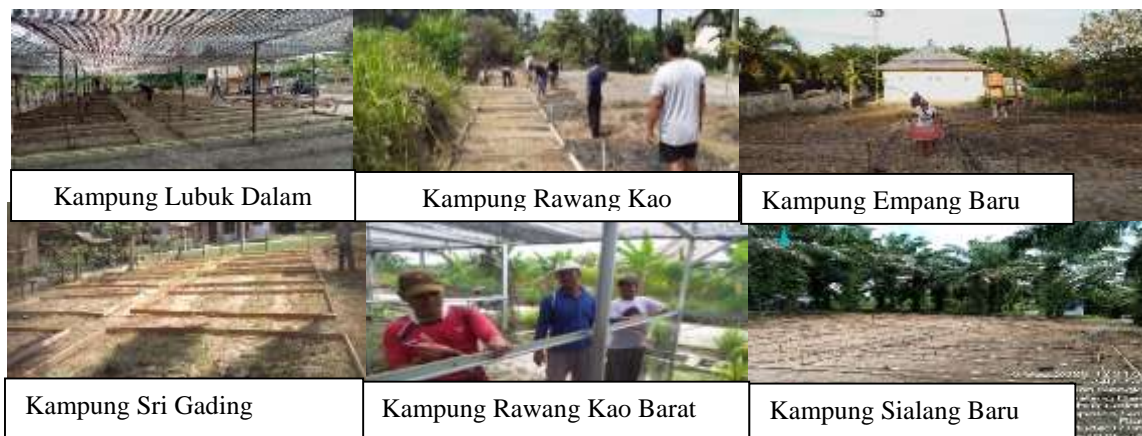 Kampung Lubuk Dalam
Kampung Rawang Kao
Kampung Empang Baru
Kampung Sri Gading
Kampung Rawang Kao Barat
Kampung Sialang Baru